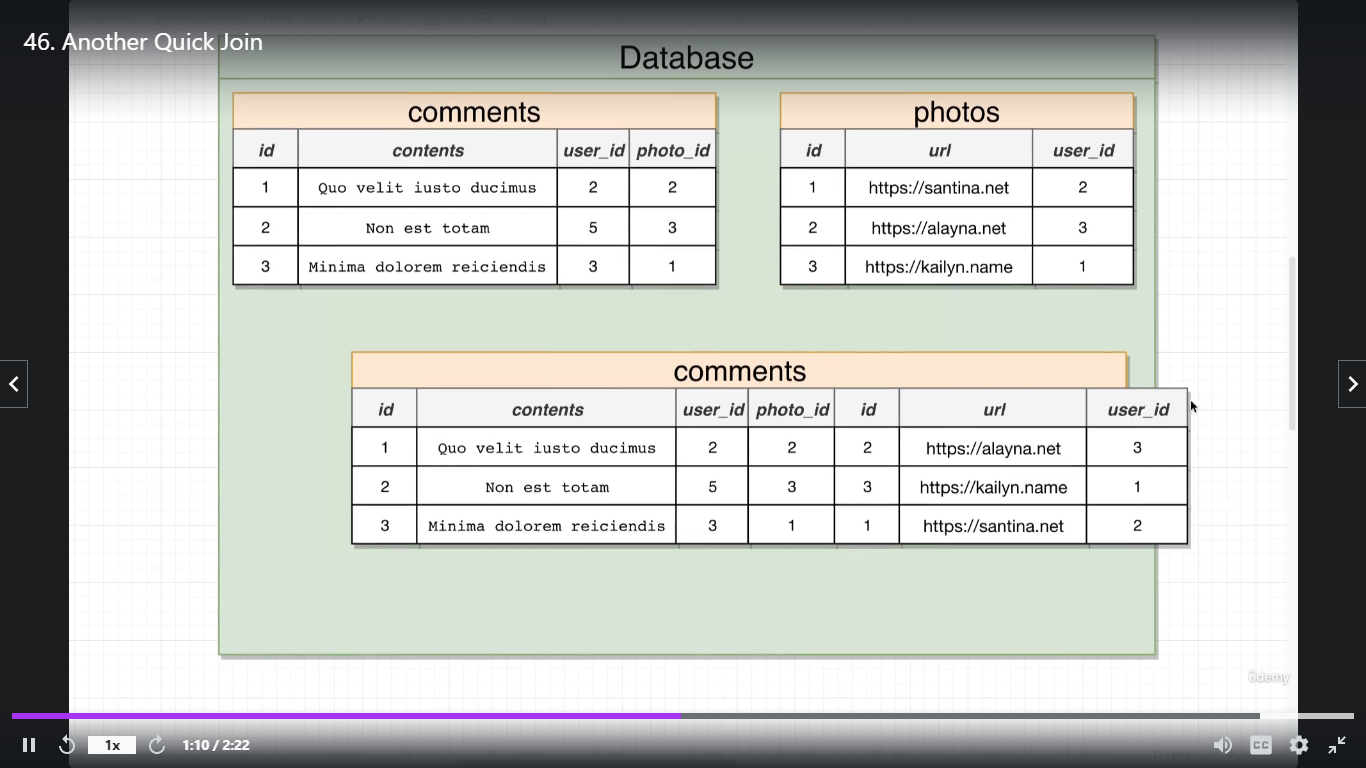 46. Another Quick Join
Database
comments
id contents user_id photo_id
1 Quo velit iusto ducimus 2 2
2 Non est totam 5 3
3 Minima dolorem reiciendis 3 1
photos
id url user_id
1 https://santina.net 2
2 https://alayna.net 3
3 https://kailyn.name 1
comments
id contents user_id photo_id id url user_id
1 Quo velit iusto ducimus 2 2 2 https://alayna.net 3
2 Non est totam 5 3 3 https://kailyn.name 1
3 Minima dolorem reiciendis 3 1 1 https://santina.net 2
ûdemy
1x 1:10 / 2:22 CC